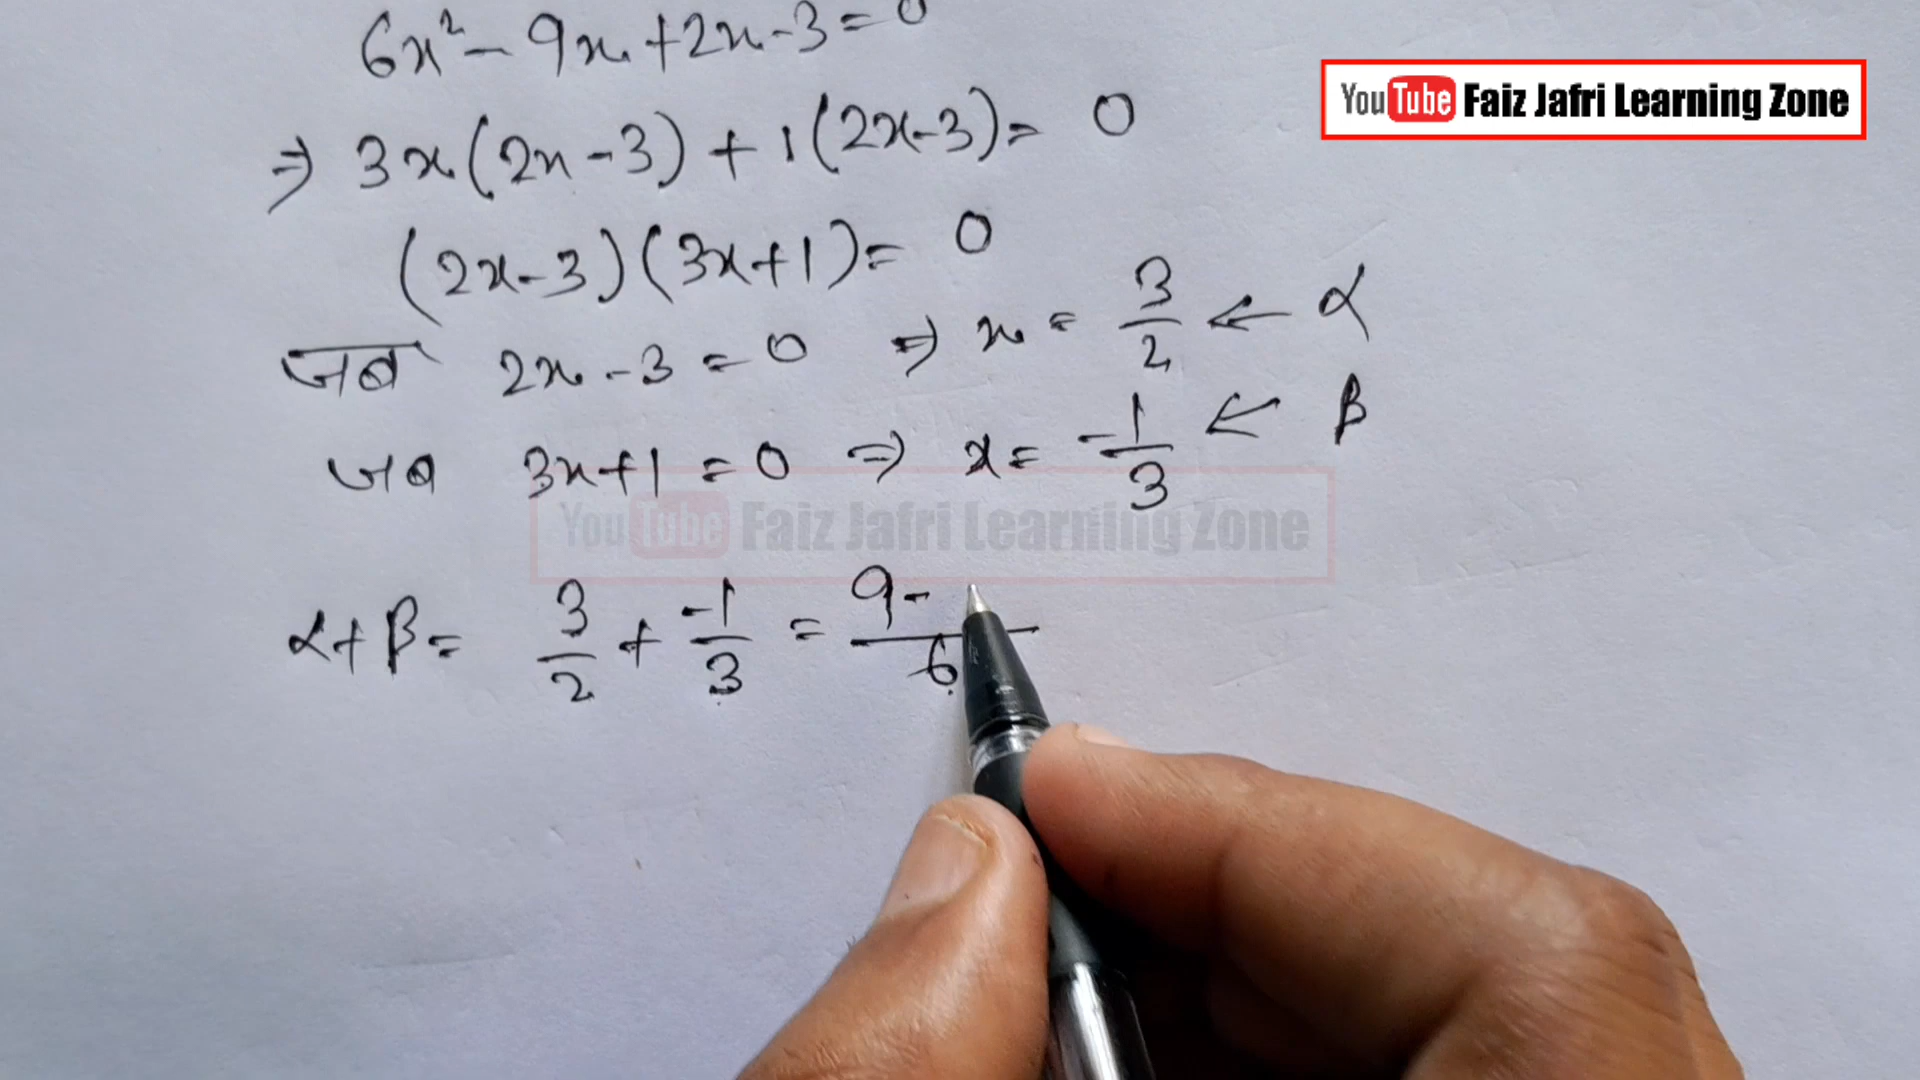 6x² - 9x + 2x - 3 = 0
YouTube Faiz Jafri Learning Zone
⇒ 3x(2x - 3) + 1(2x - 3) = 0
(2x - 3)(3x + 1) = 0
जब 2x - 3 = 0 ⇒ x = 3/2 ← α
जब 3x + 1 = 0 ⇒ x = -1/3 ← β
YouTube Faiz Jafri Learning Zone
α + β = 3/2 + -1/3 = 9 - /6